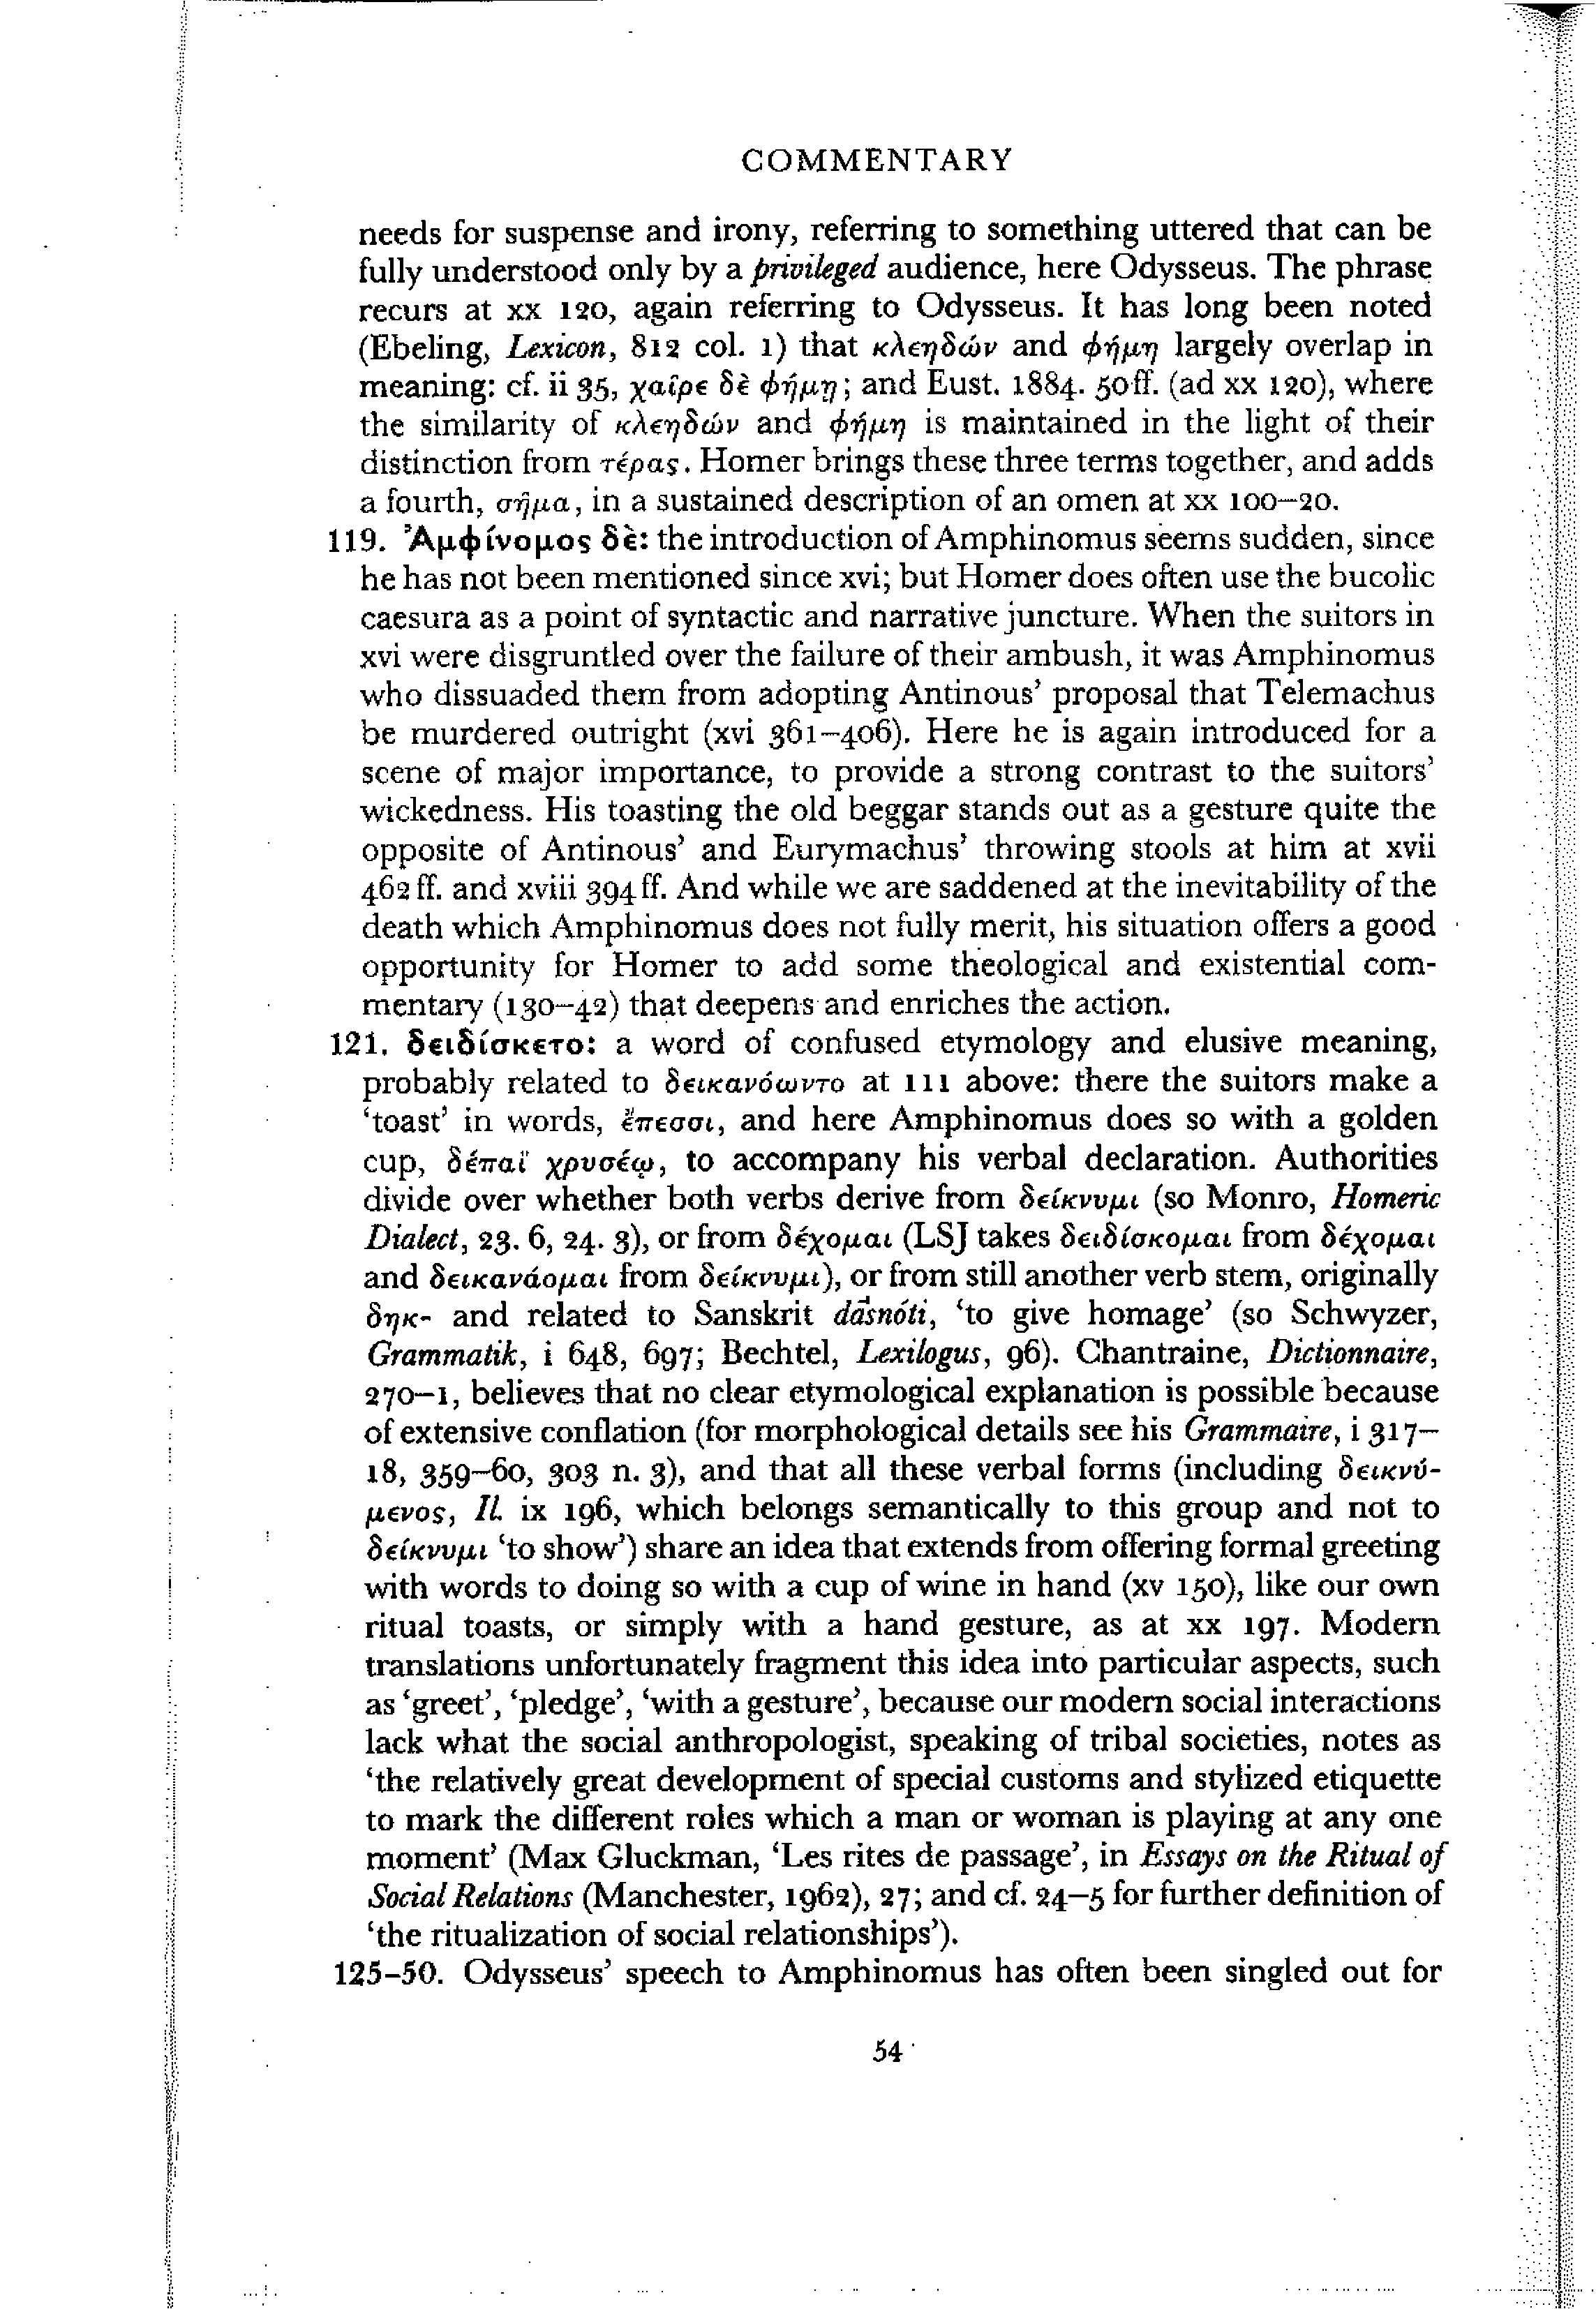 COMMENTARY
needs for suspense and irony, referring to something uttered that can be
fully understood only by a privileged audience, here Odysseus. The phrase
recurs at xx 120, again referring to Odysseus. It has long been noted
(Ebeling, Lexicon, 812 col. 1) that κλεηδών and φήμη largely overlap in
meaning: cf. ii 35, χαῖρε δὲ φήμῃ; and Eust. 1884. 50 ff. (ad xx 120), where
the similarity of κλεηδών and φήμη is maintained in the light of their
distinction from τέρας. Homer brings these three terms together, and adds
a fourth, σῆμα, in a sustained description of an omen at xx 100–20.
119. Ἀμφίνομος δὲ: the introduction of Amphinomus seems sudden, since
he has not been mentioned since xvi; but Homer does often use the bucolic
caesura as a point of syntactic and narrative juncture. When the suitors in
xvi were disgruntled over the failure of their ambush, it was Amphinomus
who dissuaded them from adopting Antinous' proposal that Telemachus
be murdered outright (xvi 361–406). Here he is again introduced for a
scene of major importance, to provide a strong contrast to the suitors'
wickedness. His toasting the old beggar stands out as a gesture quite the
opposite of Antinous' and Eurymachus' throwing stools at him at xvii
462 ff. and xviii 394 ff. And while we are saddened at the inevitability of the
death which Amphinomus does not fully merit, his situation offers a good
opportunity for Homer to add some theological and existential com-
mentary (130–42) that deepens and enriches the action.
121. δειδίσκετο: a word of confused etymology and elusive meaning,
probably related to δεικανόωντο at 111 above: there the suitors make a
'toast' in words, ἔπεσσι, and here Amphinomus does so with a golden
cup, δέπαϊ χρυσέῳ, to accompany his verbal declaration. Authorities
divide over whether both verbs derive from δείκνυμι (so Monro, Homeric
Dialect, 23. 6, 24. 3), or from δέχομαι (LSJ takes δειδίσκομαι from δέχομαι
and δεικανάομαι from δείκνυμι), or from still another verb stem, originally
δηκ- and related to Sanskrit dāsnóti, 'to give homage' (so Schwyzer,
Grammatik, i 648, 697; Bechtel, Lexilogus, 96). Chantraine, Dictionnaire,
270–1, believes that no clear etymological explanation is possible because
of extensive conflation (for morphological details see his Grammaire, i 317–
18, 359–60, 303 n. 3), and that all these verbal forms (including δεικνύ-
μενος, Il. ix 196, which belongs semantically to this group and not to
δείκνυμι 'to show') share an idea that extends from offering formal greeting
with words to doing so with a cup of wine in hand (xv 150), like our own
ritual toasts, or simply with a hand gesture, as at xx 197. Modern
translations unfortunately fragment this idea into particular aspects, such
as 'greet', 'pledge', 'with a gesture', because our modern social interactions
lack what the social anthropologist, speaking of tribal societies, notes as
'the relatively great development of special customs and stylized etiquette
to mark the different roles which a man or woman is playing at any one
moment' (Max Gluckman, 'Les rites de passage', in Essays on the Ritual of
Social Relations (Manchester, 1962), 27; and cf. 24–5 for further definition of
'the ritualization of social relationships').
125–50. Odysseus' speech to Amphinomus has often been singled out for
54